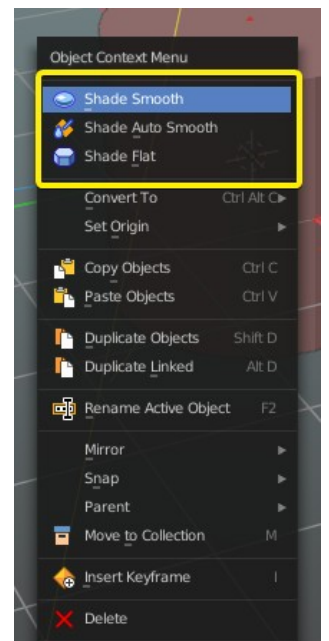 Object Context Menu
Shade Smooth
Shade Auto Smooth
Shade Flat
Convert To Ctrl Alt C
Set Origin
Copy Objects Ctrl C
Paste Objects Ctrl V
Duplicate Objects Shift D
Duplicate Linked Alt D
Rename Active Object F2
Mirror
Snap
Parent
Move to Collection M
Insert Keyframe I
Delete